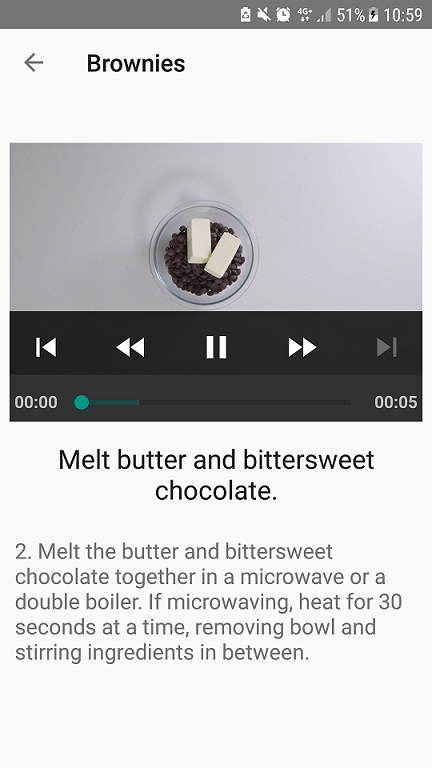 4G+ 51% 10:59
Brownies
00:00 00:05
Melt butter and bittersweet
chocolate.
2. Melt the butter and bittersweet
chocolate together in a microwave or a
double boiler. If microwaving, heat for 30
seconds at a time, removing bowl and
stirring ingredients in between.